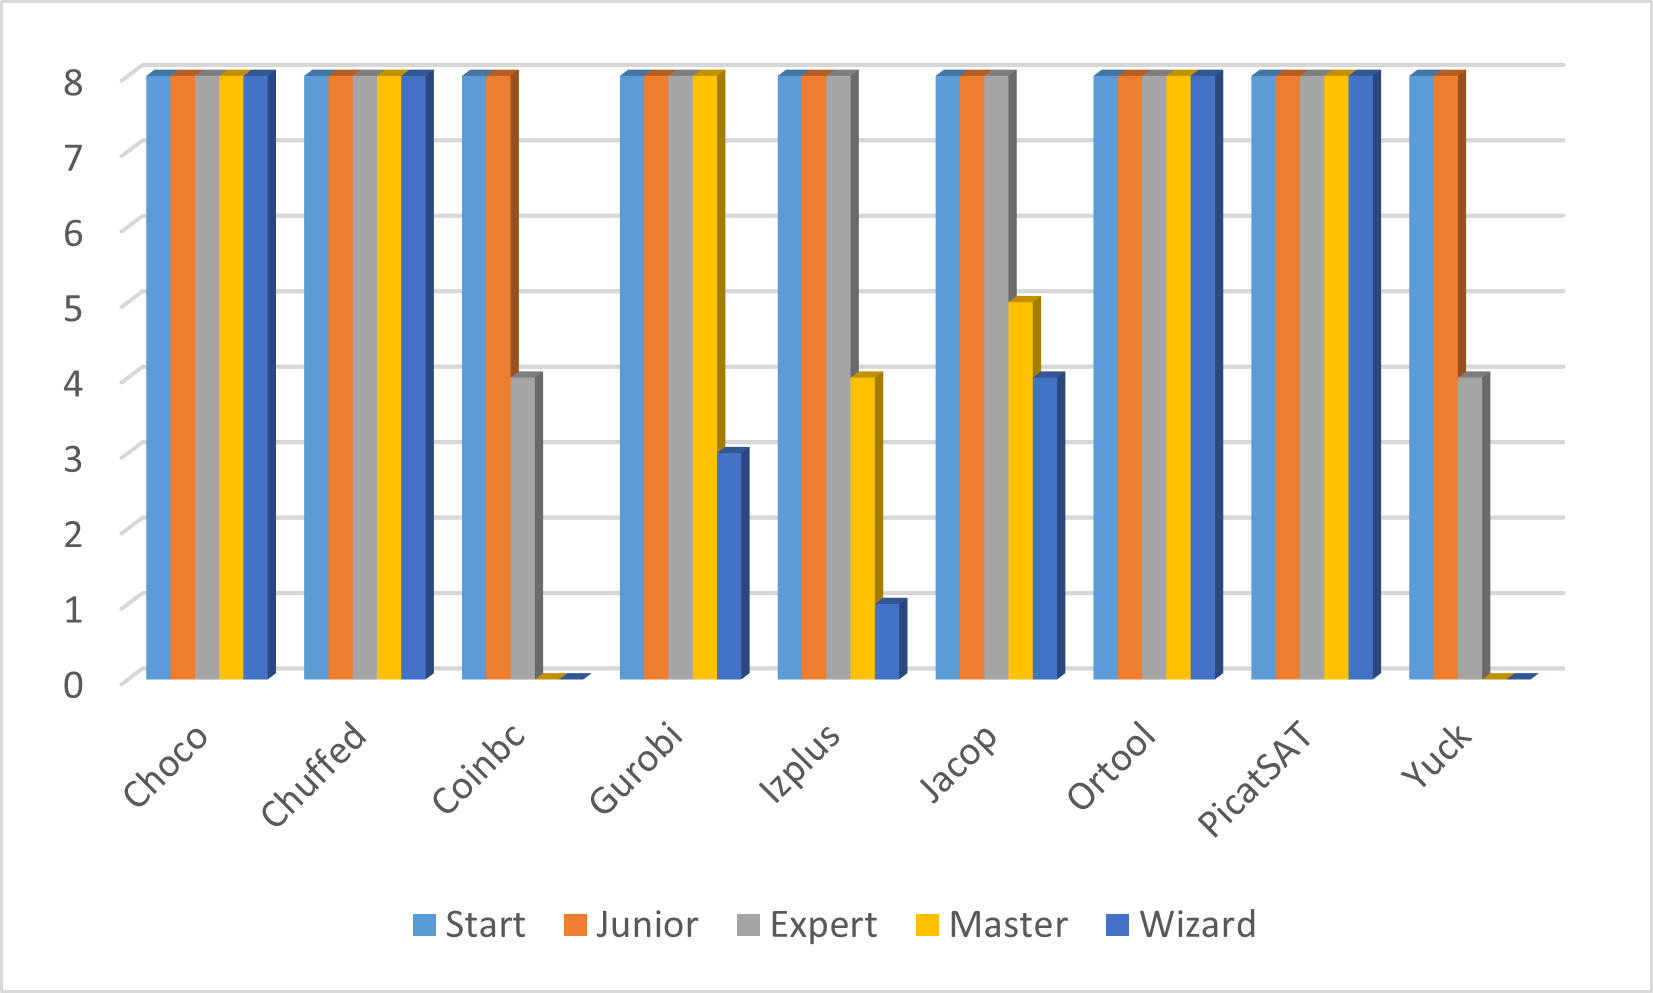 8
7
6
5
4
3
2
1
0
Choco
Chuffed
Coinbc
Gurobi
Izplus
Jacop
Ortool
PicatSAT
Yuck
Start Junior Expert Master Wizard